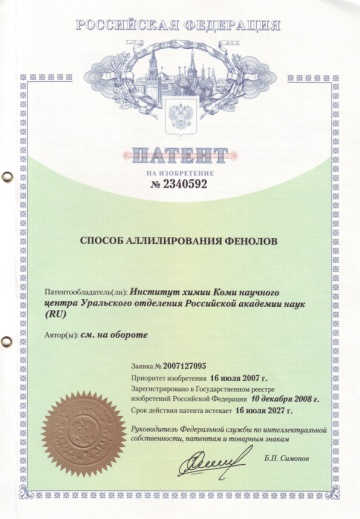 РОССИЙСКАЯ ФЕДЕРАЦИЯ
ПАТЕНТ
НА ИЗОБРЕТЕНИЕ
№ 2340592
СПОСОБ АЛЛИЛИРОВАНИЯ ФЕНОЛОВ
Патентообладатель(ли): Институт химии Коми научного
центра Уральского отделения Российской академии наук
(RU)
Автор(ы): см. на обороте
Заявка № 2007127095
Приоритет изобретения 16 июля 2007 г.
Зарегистрировано в Государственном реестре
изобретений Российской Федерации 10 декабря 2008 г.
Срок действия патента истекает 16 июля 2027 г.
Руководитель Федеральной службы по интеллектуальной
собственности, патентам и товарным знакам
Б.П. Симонов